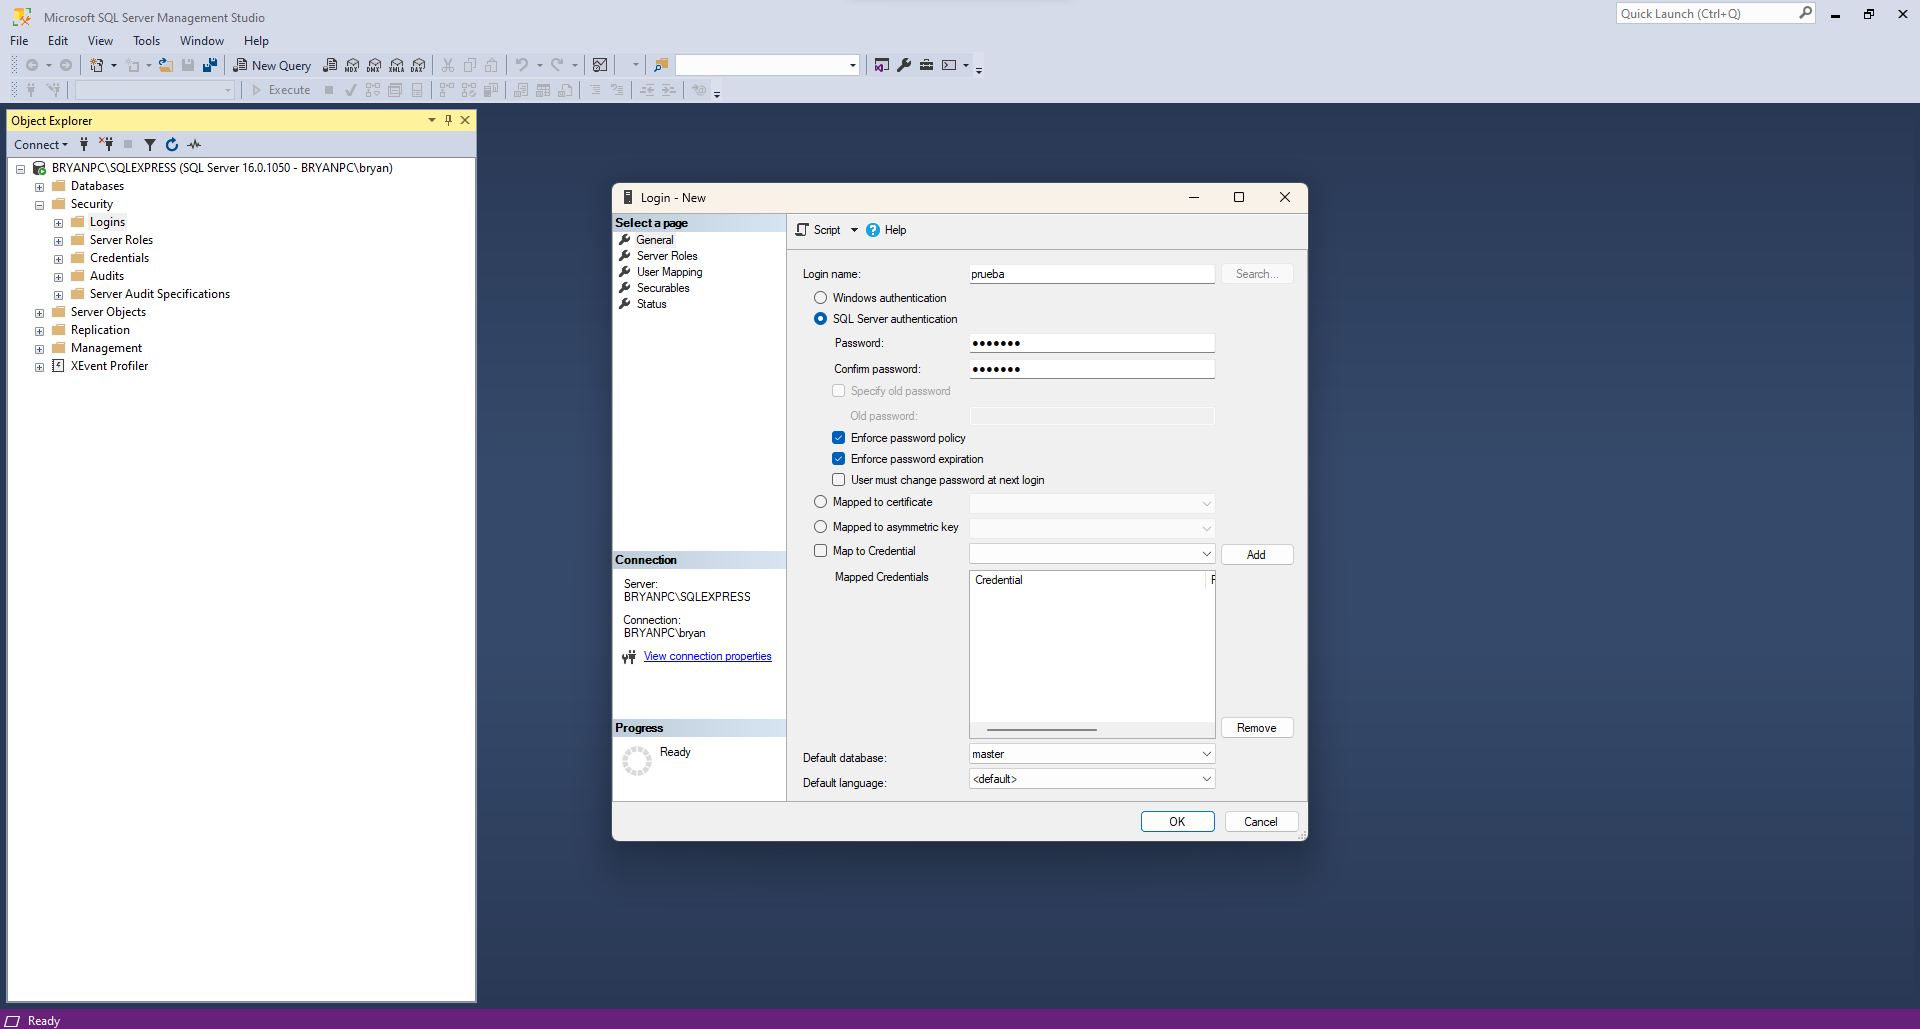 Microsoft SQL Server Management Studio
Quick Launch (Ctrl+Q)
File Edit View Tools Window Help
New Query MDX DMX XMLA DAX
Execute
Object Explorer
Connect
BRYANPC\SQLEXPRESS (SQL Server 16.0.1050 - BRYANPC\bryan)
Databases
Security
Logins
Server Roles
Credentials
Audits
Server Audit Specifications
Server Objects
Replication
Management
XEvent Profiler
Login - New
Select a page
General
Server Roles
User Mapping
Securables
Status
Connection
Server:
BRYANPC\SQLEXPRESS
Connection:
BRYANPC\bryan
View connection properties
Progress
Ready
Script Help
Login name: prueba Search...
Windows authentication
SQL Server authentication
Password: ●●●●●●●
Confirm password: ●●●●●●●
Specify old password
Old password:
Enforce password policy
Enforce password expiration
User must change password at next login
Mapped to certificate
Mapped to asymmetric key
Map to Credential Add
Mapped Credentials Credential
Remove
Default database: master
Default language: <default>
OK Cancel
Ready